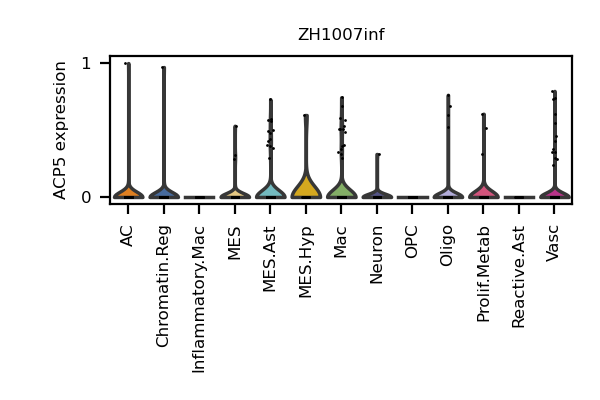 ZH1007inf
ACP5 expression
1
0
AC
Chromatin.Reg
Inflammatory.Mac
MES
MES.Ast
MES.Hyp
Mac
Neuron
OPC
Oligo
Prolif.Metab
Reactive.Ast
Vasc